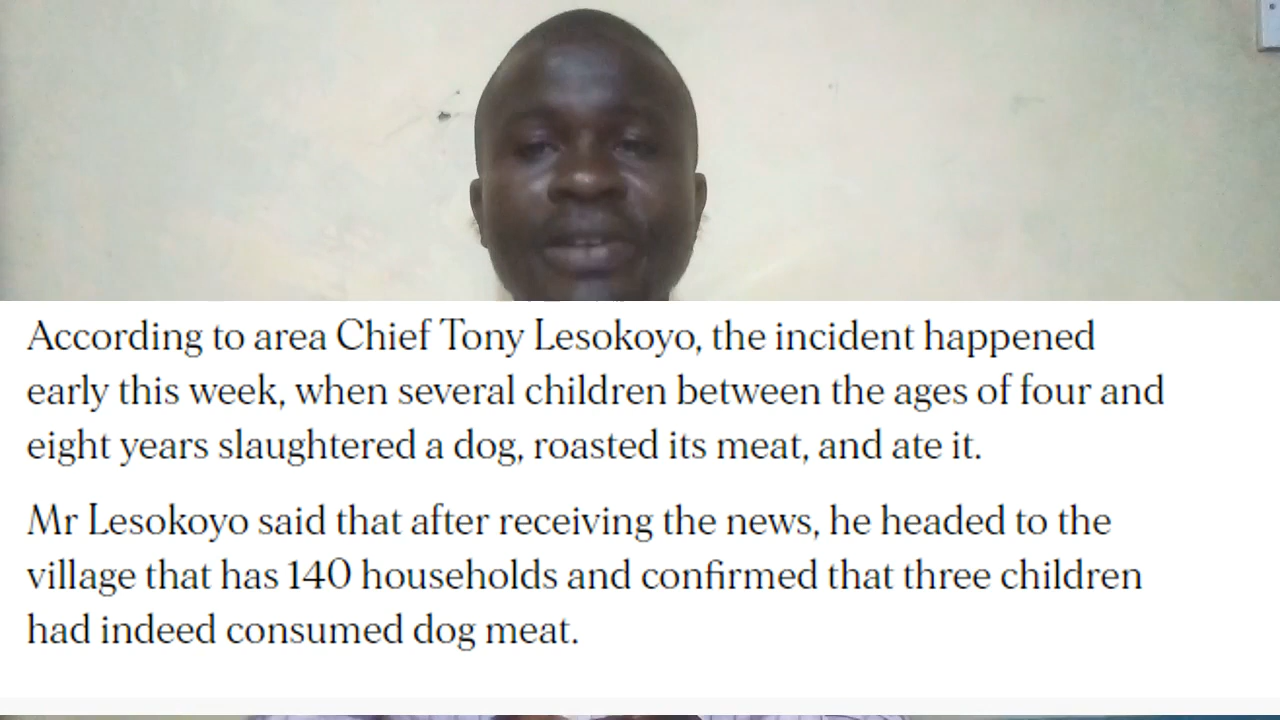 According to area Chief Tony Lesokoyo, the incident happened
early this week, when several children between the ages of four and
eight years slaughtered a dog, roasted its meat, and ate it.
Mr Lesokoyo said that after receiving the news, he headed to the
village that has 140 households and confirmed that three children
had indeed consumed dog meat.